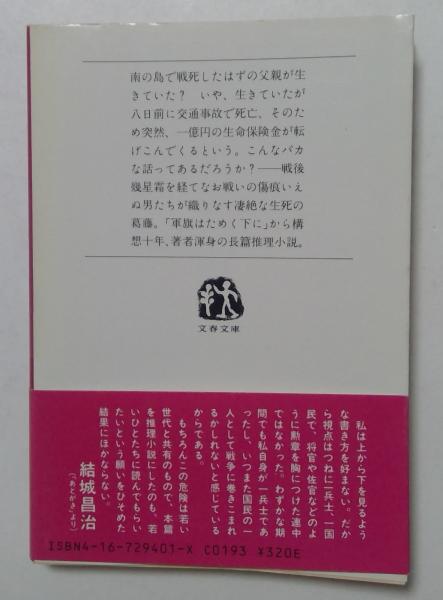 南の島で戦死したはずの父親が生
きていた? いや、生きていたが
八日前に交通事故で死亡、そのた
め突然、一億円の生命保険金が転
げこんでくるという。こんなバカ
な話ってあるだろうか?——戦後
幾星霜を経てなお戦いの傷痕いえ
ぬ男たちが織りなす凄絶な生死の
葛藤。「軍旗はためく下に」から構
想十年、著者渾身の長篇推理小説。
文春文庫
私は上から下を見るよう
な書き方を好まない。だか
ら視点はつねに一兵士、一国
民で、将官や佐官などのよ
うに勲章を胸につけた連中
ではなかった。わずかな期
間でも私自身が一兵士であ
ったし、いつまた国民の一
人として戦争に巻きこまれ
るかしれないと感じている
からである。
もちろんこの危険は若い
世代と共有のもので、本篇
を推理小説にしたのも、若
いひとたちに読んでもらい
たいという願いをひそめた
結果にほかならない。
結城昌治
(「あとがき」より)
ISBN4-16-729401-X C0193 ¥320E